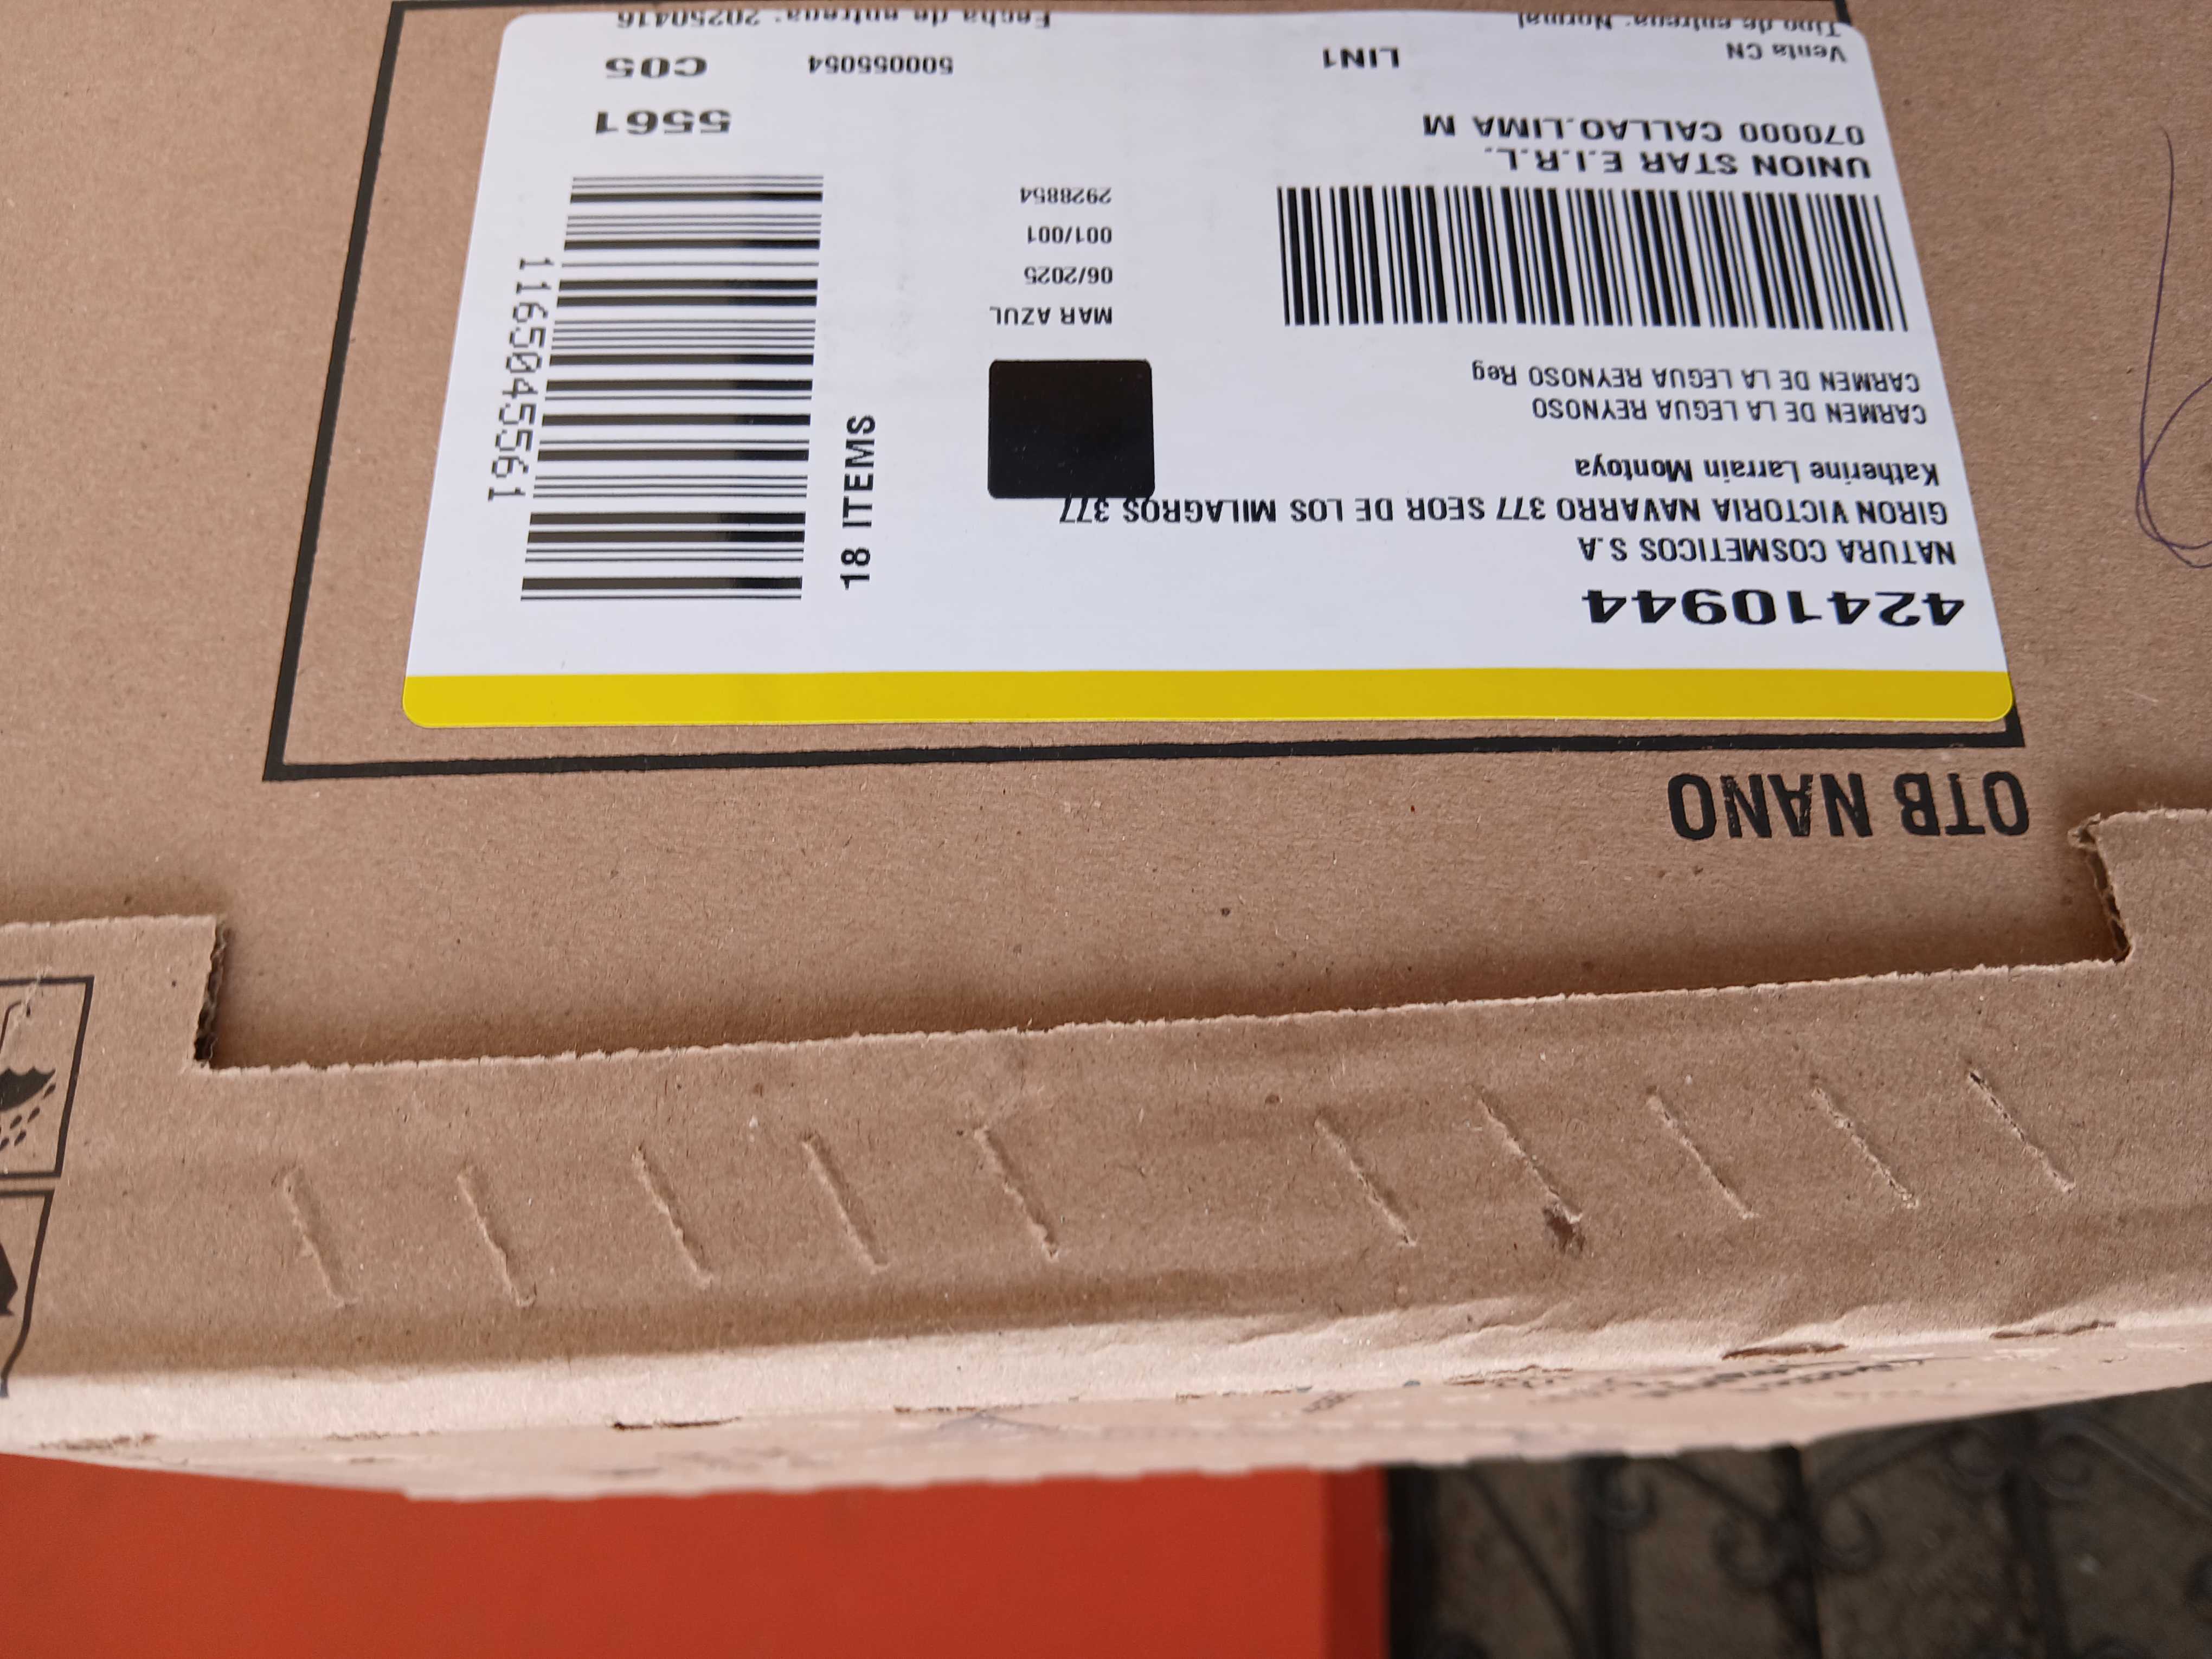 OTB NANO
42410944
NATURA COSMETICOS S.A
GIRON VICTORIA NAVARRO 377 SEOR DE LOS MILAGROS 377
Katherine Larrain Montoya
CARMEN DE LA LEGUA REYNOSO
CARMEN DE LA LEGUA REYNOSO Reg
UNION STAR E.I.R.L.
070000 CALLAO.LIMA M
Venta CN LIN1
Tipo de entrega: Normal
MAR AZUL
06/2025
001/001
2928854
18 ITEMS
11650455561
5561
500055054 C05
Fecha de entrega: 20250416